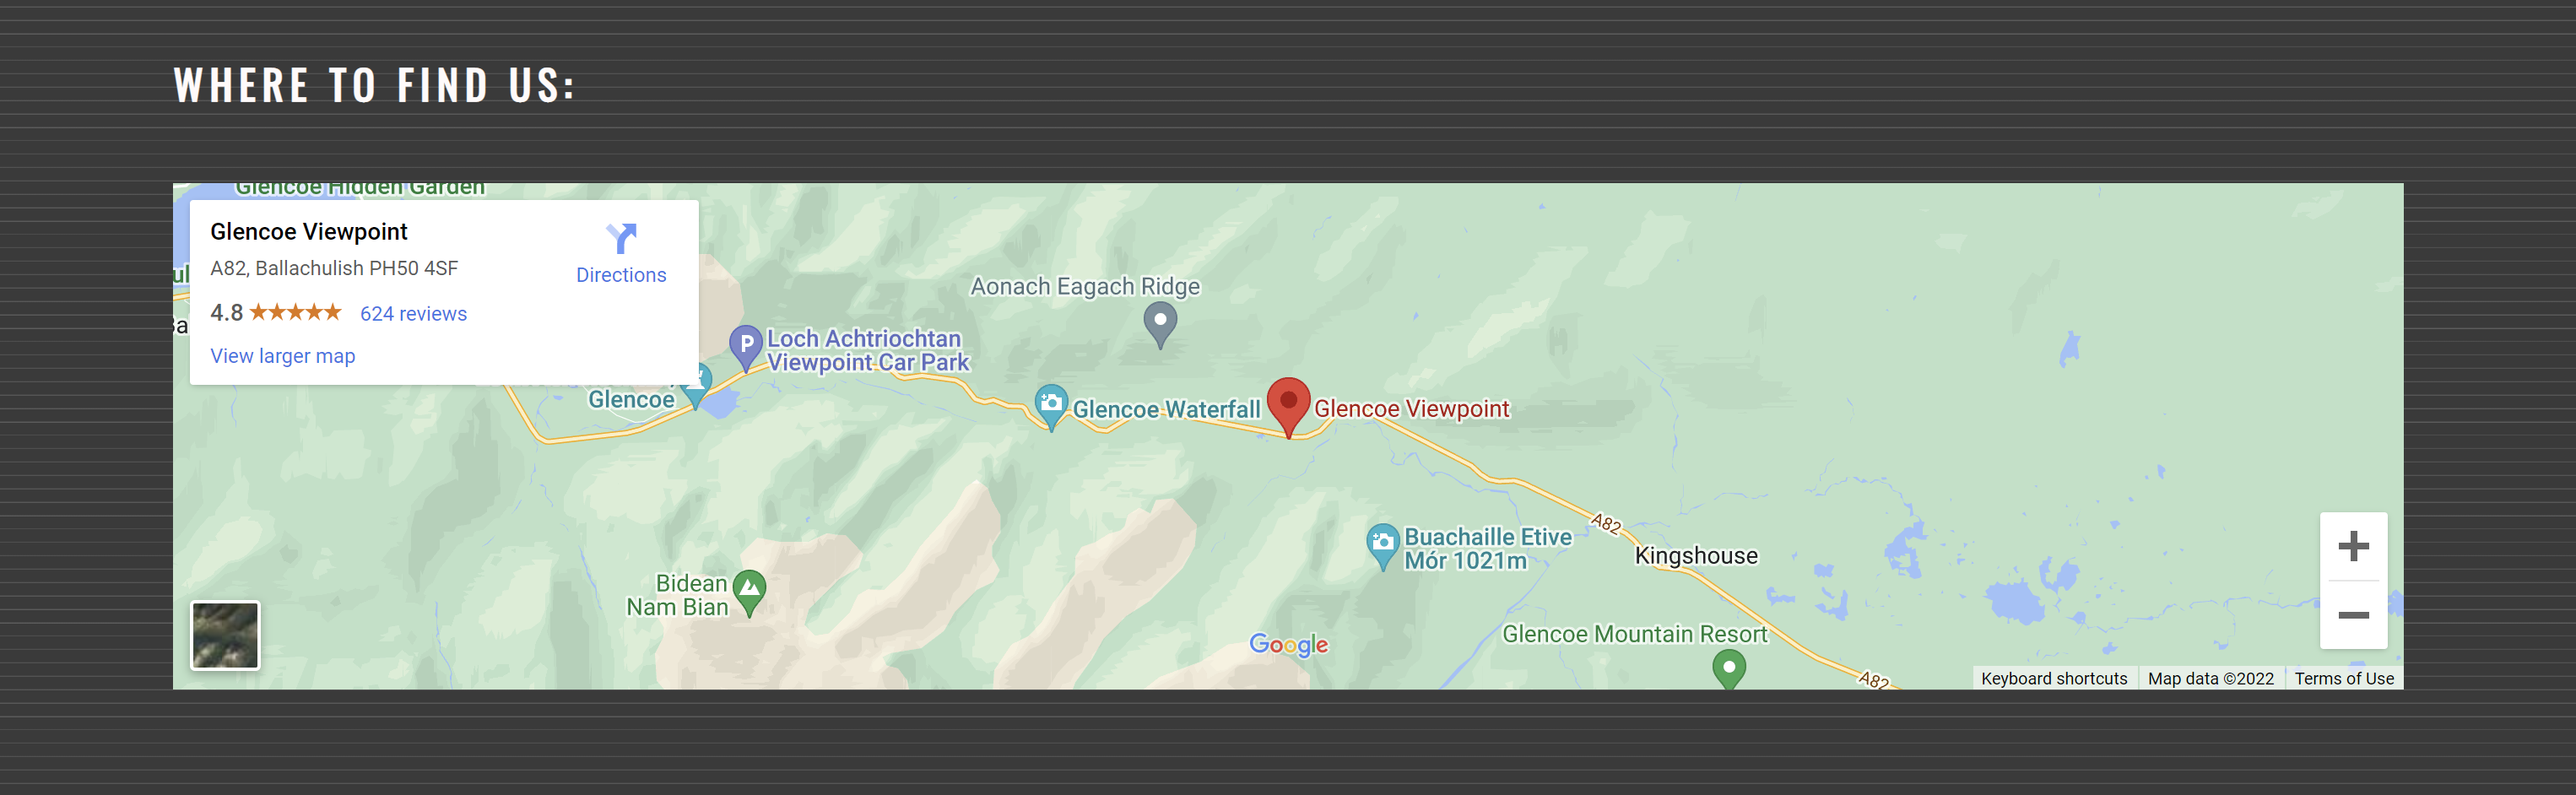 WHERE TO FIND US:
Glencoe Hidden Garden
Glencoe Viewpoint
A82, Ballachulish PH50 4SF
Directions
4.8
624 reviews
View larger map
Aonach Eagach Ridge
P
Loch Achtriochtan
Viewpoint Car Park
Glencoe
Glencoe Waterfall
Glencoe Viewpoint
A82
Buachaille Etive
Mór 1021m
Kingshouse
Bidean
Nam Bian
Glencoe Mountain Resort
Google
A82
Keyboard shortcuts
Map data ©2022
Terms of Use